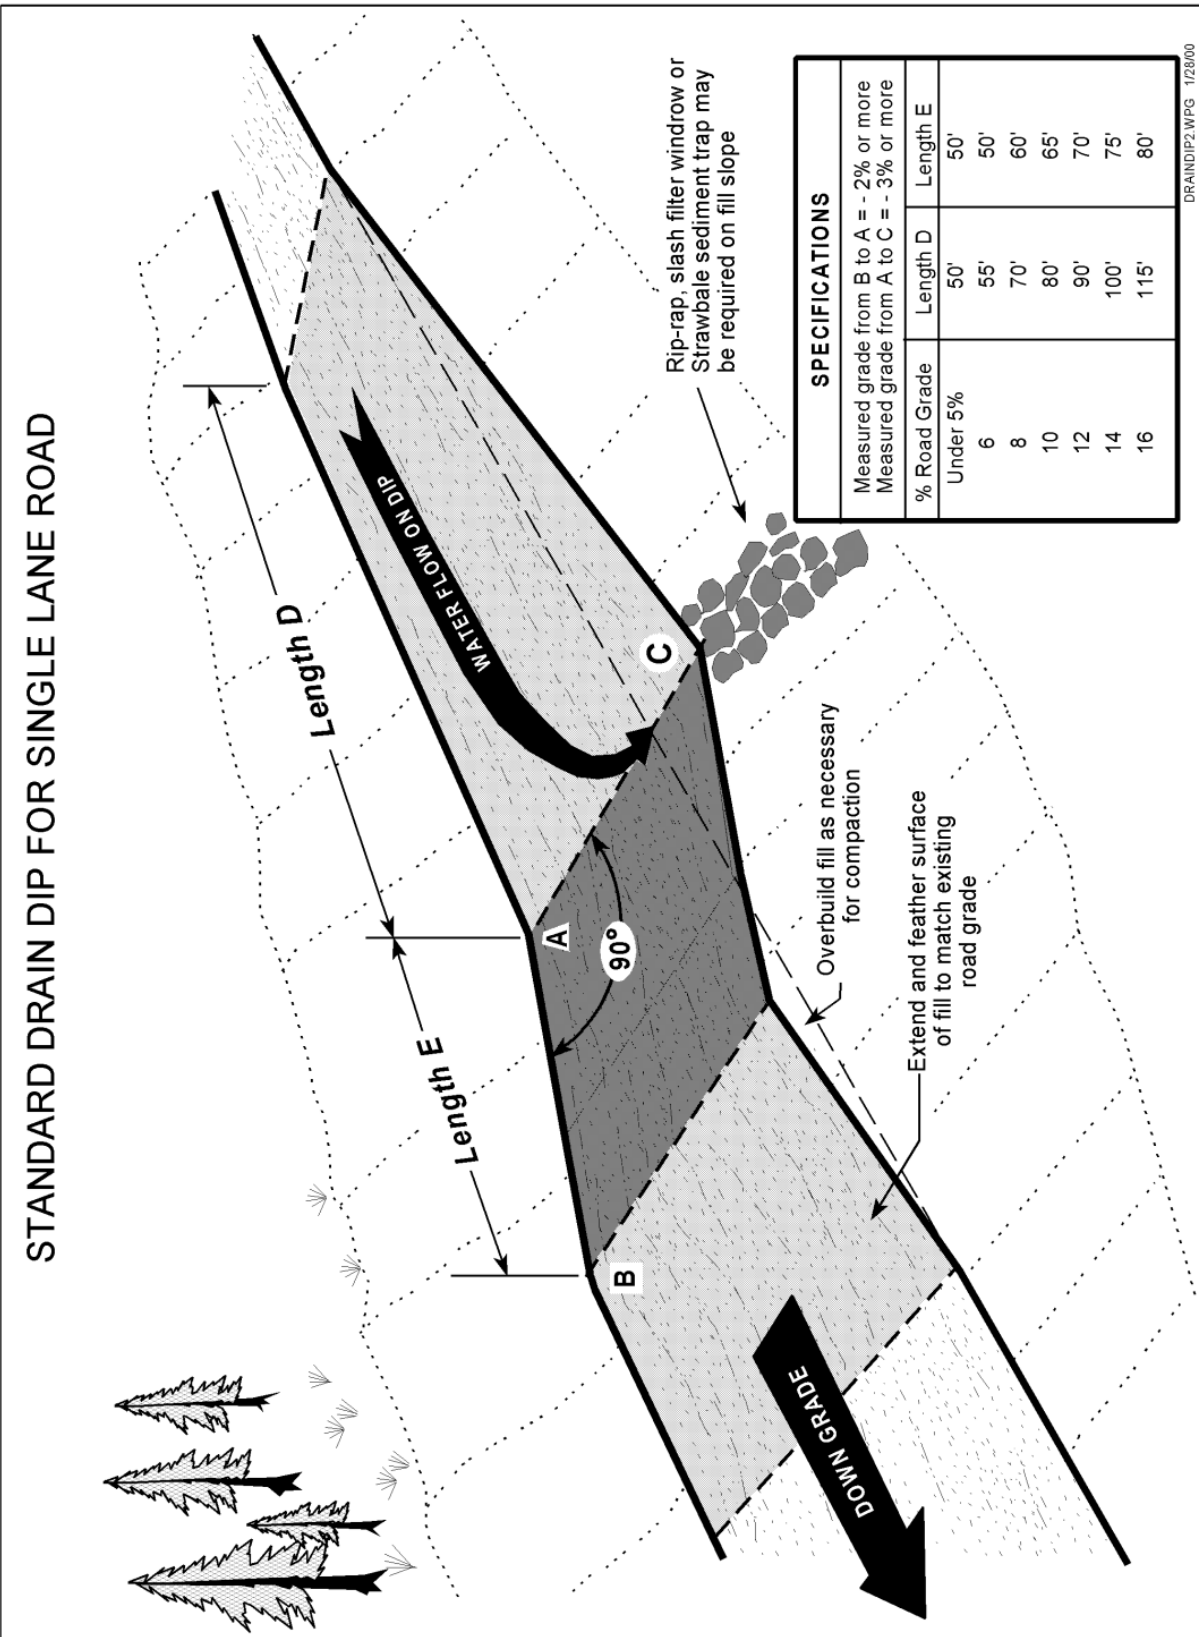 STANDARD DRAIN DIP FOR SINGLE LANE ROAD
Length D
Length E
WATER FLOW ON DIP
A
B
C
90°
DOWN GRADE
Rip-rap, slash filter windrow or
Strawbale sediment trap may
be required on fill slope
Overbuild fill as necessary
for compaction
Extend and feather surface
of fill to match existing
road grade
SPECIFICATIONS
Measured grade from B to A = - 2% or more
Measured grade from A to C = - 3% or more
% Road Grade Length D Length E
Under 5% 50' 50'
6 55' 50'
8 70' 60'
10 80' 65'
12 90' 70'
14 100' 75'
16 115' 80'
DRAINDIP2.WPG 1/28/00